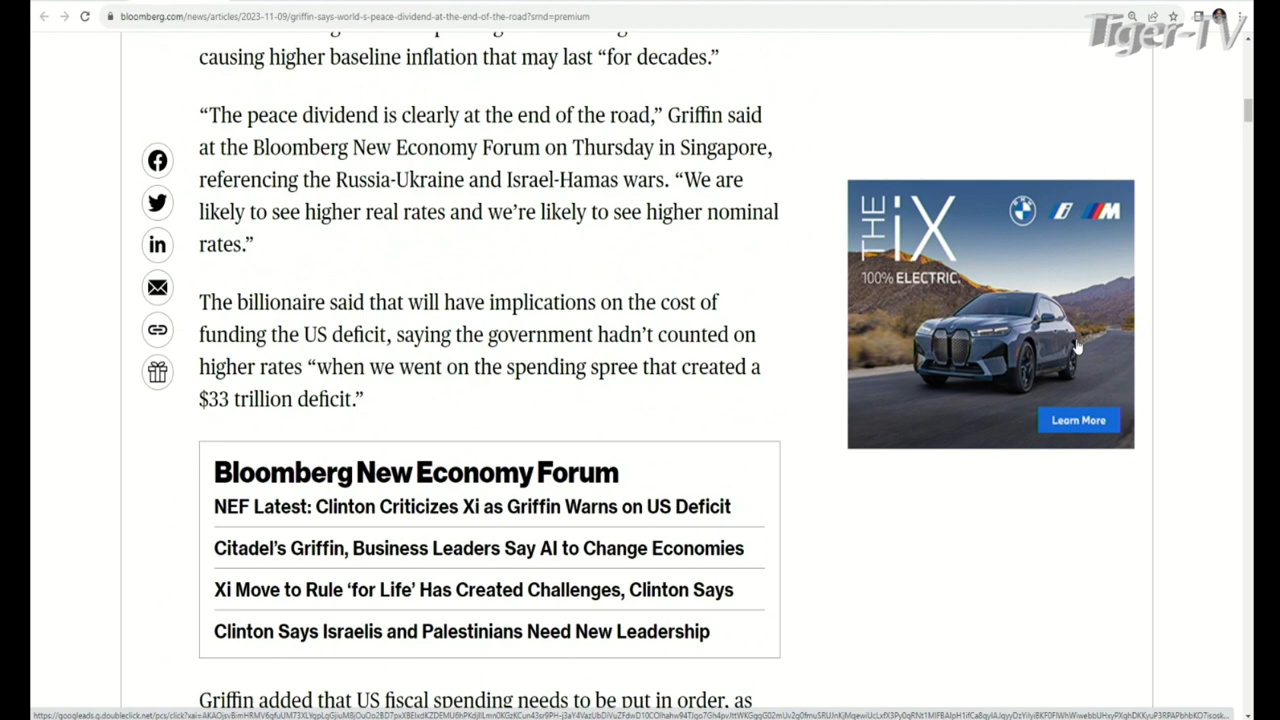 bloomberg.com/news/articles/2023-11-09/griffin-says-world-s-peace-dividend-at-the-end-of-the-road?srnd=premium
Tiger-TV
causing higher baseline inflation that may last “for decades.”
“The peace dividend is clearly at the end of the road,” Griffin said
at the Bloomberg New Economy Forum on Thursday in Singapore,
referencing the Russia-Ukraine and Israel-Hamas wars. “We are
likely to see higher real rates and we’re likely to see higher nominal
rates.”
The billionaire said that will have implications on the cost of
funding the US deficit, saying the government hadn’t counted on
higher rates “when we went on the spending spree that created a
$33 trillion deficit.”
THE iX
100% ELECTRIC.
i M
Learn More
Bloomberg New Economy Forum
NEF Latest: Clinton Criticizes Xi as Griffin Warns on US Deficit
Citadel’s Griffin, Business Leaders Say AI to Change Economies
Xi Move to Rule ‘for Life’ Has Created Challenges, Clinton Says
Clinton Says Israelis and Palestinians Need New Leadership
Griffin added that US fiscal spending needs to be put in order, as